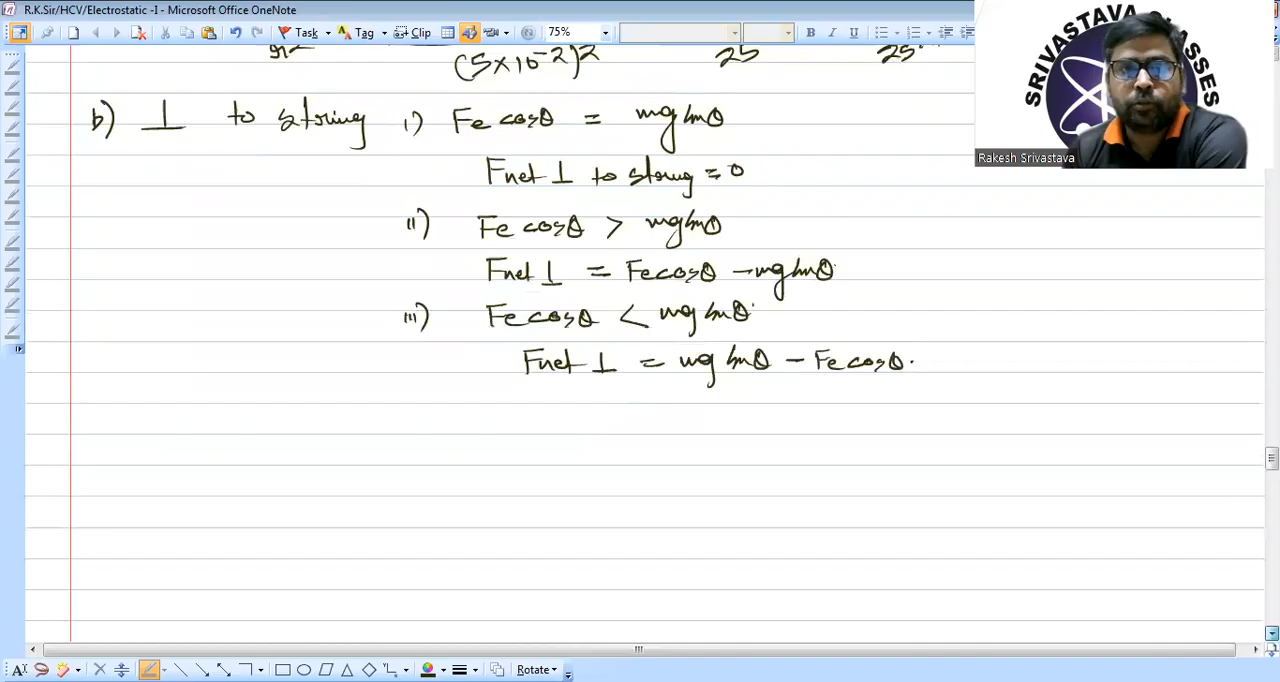 R.K.Sir/HCV/Electrostatic -I - Microsoft Office OneNote
Task Tag Clip 75% B I U
(5×10⁻²)² 25 25
b) ⊥ to string i) Fe cosθ = mg sinθ
Fnet ⊥ to string = 0
ii) Fe cosθ > mg sinθ
Fnet ⊥ = Fe cosθ - mg sinθ
iii) Fe cosθ < mg sinθ
Fnet ⊥ = mg sinθ - Fe cosθ.
SRIVASTAVA CLASSES
Rakesh Srivastava
Rotate